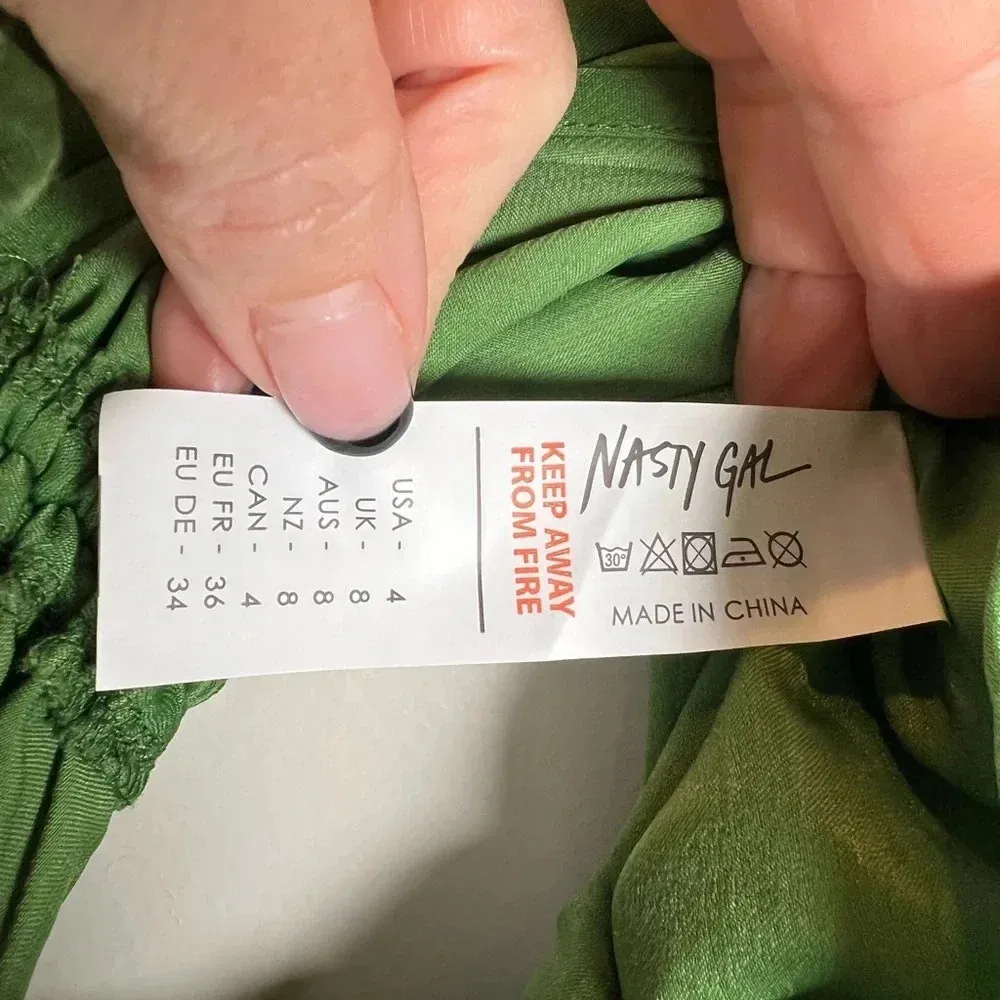 NASTY GAL
30°
MADE IN CHINA
KEEP AWAY
FROM FIRE
USA - 4
UK - 8
AUS - 8
NZ - 8
CAN - 4
EU FR - 36
EU DE - 34